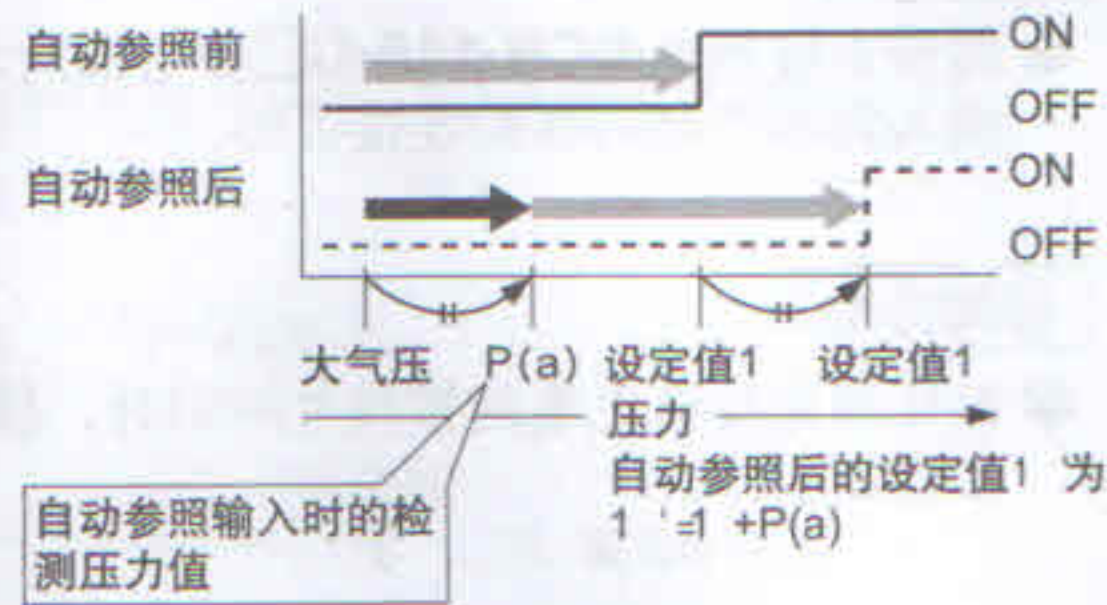 自动参照前
ON
OFF
自动参照后
ON
OFF
大气压 P(a) 设定值1 设定值1
压力
自动参照后的设定值1 为
1 '=1 +P(a)
自动参照输入时的检
测压力值